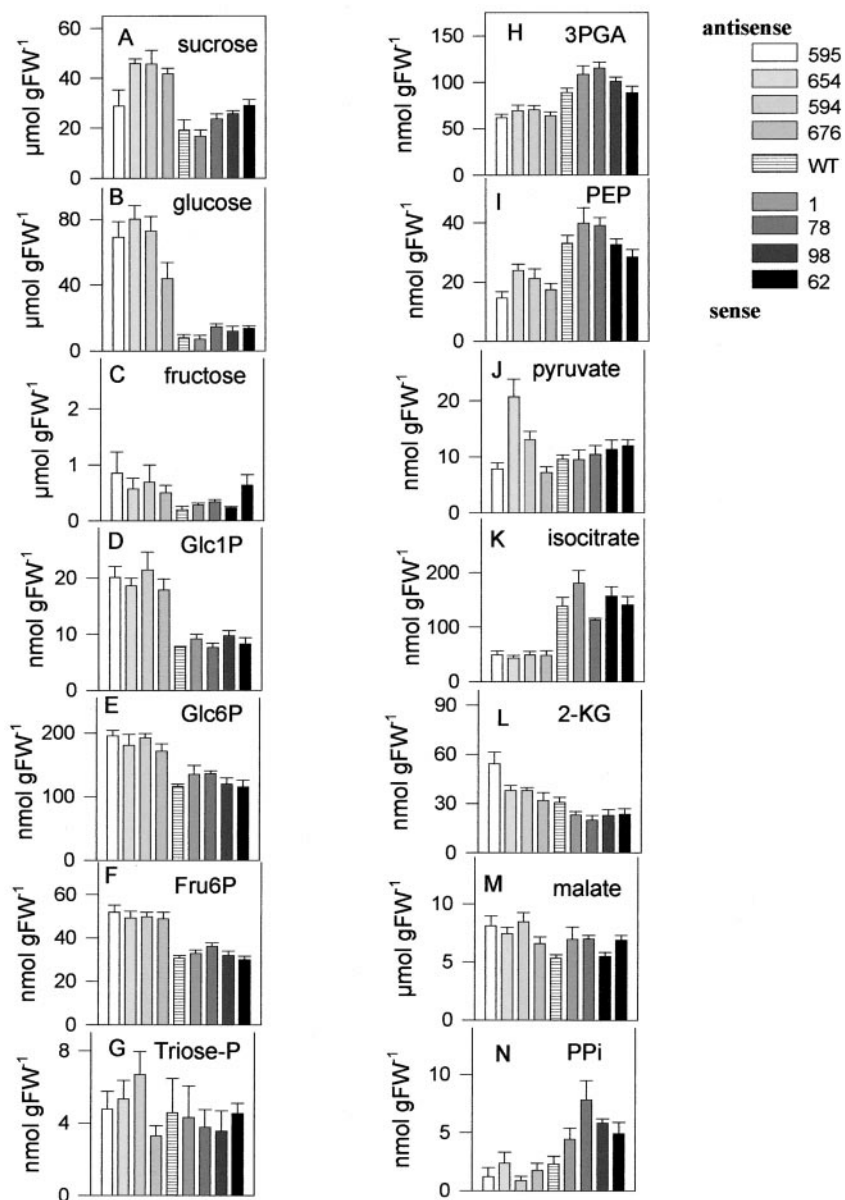 A
sucrose
60
40
20
0
µmol gFW⁻¹
B
glucose
80
40
0
µmol gFW⁻¹
C
fructose
2
1
0
µmol gFW⁻¹
D
Glc1P
20
10
0
nmol gFW⁻¹
E
Glc6P
200
100
0
nmol gFW⁻¹
F
Fru6P
60
40
20
0
nmol gFW⁻¹
G
Triose-P
8
4
0
nmol gFW⁻¹
H
3PGA
150
100
50
0
nmol gFW⁻¹
I
PEP
40
20
0
nmol gFW⁻¹
J
pyruvate
20
10
0
nmol gFW⁻¹
K
isocitrate
200
100
0
nmol gFW⁻¹
L
2-KG
90
60
30
0
nmol gFW⁻¹
M
malate
10
5
0
µmol gFW⁻¹
N
PPi
10
5
0
nmol gFW⁻¹
antisense
595
654
594
676
WT
1
78
98
62
sense